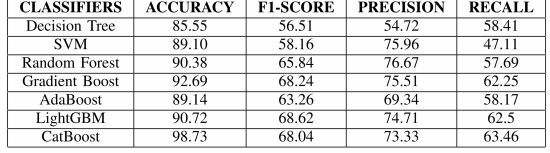 CLASSIFIERS ACCURACY F1-SCORE PRECISION RECALL
Decision Tree 85.55 56.51 54.72 58.41
SVM 89.10 58.16 75.96 47.11
Random Forest 90.38 65.84 76.67 57.69
Gradient Boost 92.69 68.24 75.51 62.25
AdaBoost 89.14 63.26 69.34 58.17
LightGBM 90.72 68.62 74.71 62.5
CatBoost 98.73 68.04 73.33 63.46